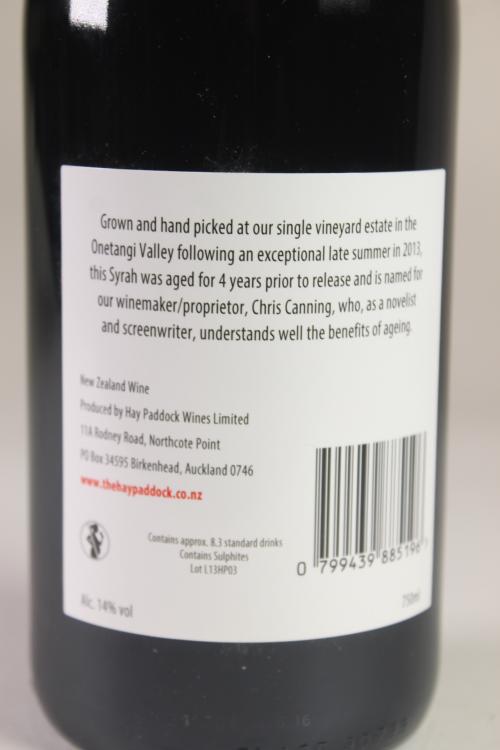 Grown and hand picked at our single vineyard estate in the
Onetangi Valley following an exceptional late summer in 2013,
this Syrah was aged for 4 years prior to release and is named for
our winemaker/proprietor, Chris Canning, who, as a novelist
and screenwriter, understands well the benefits of ageing.
New Zealand Wine
Produced by Hay Paddock Wines Limited
11A Rodney Road, Northcote Point
PO Box 34595 Birkenhead, Auckland 0746
www.thehaypaddock.co.nz
Contains approx. 8.3 standard drinks
Contains Sulphites
Lot L13HP03
0 799439 885196
Alc. 14% vol
750ml